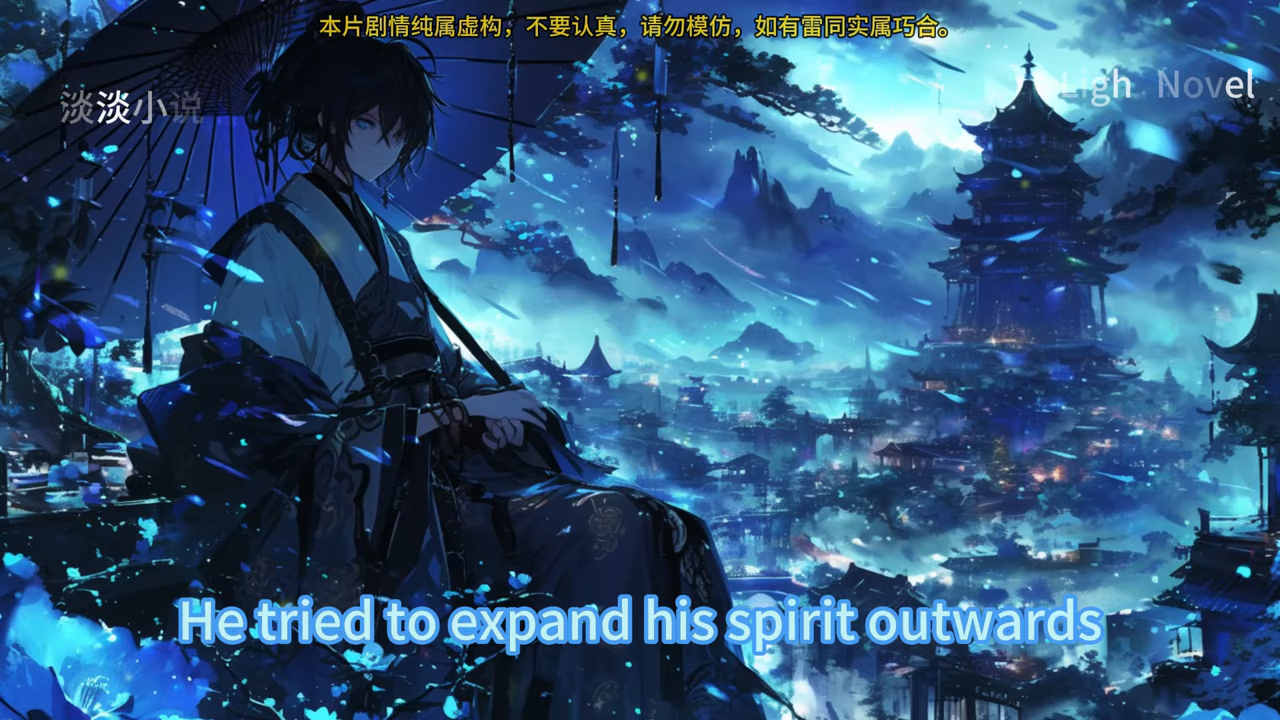 本片剧情纯属虚构，不要认真，请勿模仿，如有雷同实属巧合。
淡淡小说
Ligh Novel
He tried to expand his spirit outwards